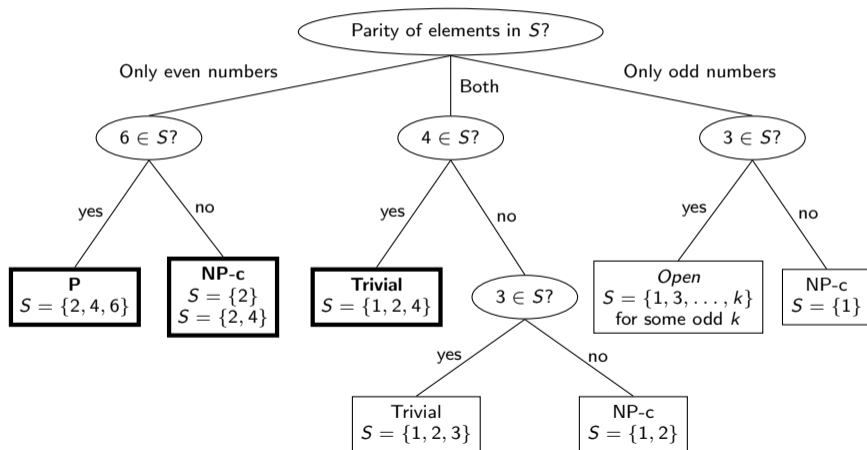 Parity of elements in S?
Only even numbers
Both
Only odd numbers
6 ∈ S?
4 ∈ S?
3 ∈ S?
yes
no
yes
no
yes
no
P
S = {2, 4, 6}
NP-c
S = {2}
S = {2, 4}
Trivial
S = {1, 2, 4}
3 ∈ S?
Open
S = {1, 3, . . . , k}
for some odd k
NP-c
S = {1}
yes
no
Trivial
S = {1, 2, 3}
NP-c
S = {1, 2}